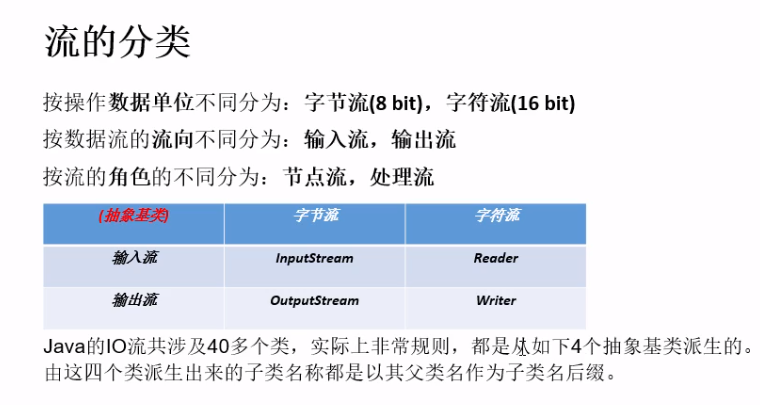 流的分类
按操作数据单位不同分为：字节流(8 bit)，字符流(16 bit)
按数据流的流向不同分为：输入流，输出流
按流的角色的不同分为：节点流，处理流
(抽象基类) 字节流 字符流
输入流 InputStream Reader
输出流 OutputStream Writer
Java的IO流共涉及40多个类，实际上非常规则，都是从如下4个抽象基类派生的。
由这四个类派生出来的子类名称都是以其父类名作为子类名后缀。